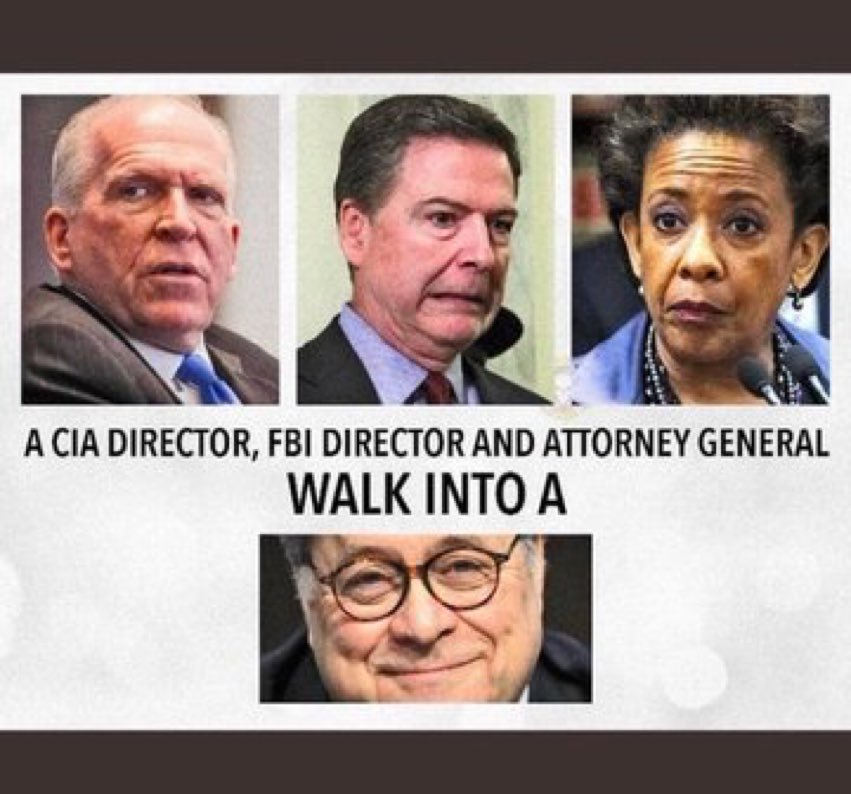 A CIA DIRECTOR, FBI DIRECTOR AND ATTORNEY GENERAL
WALK INTO A